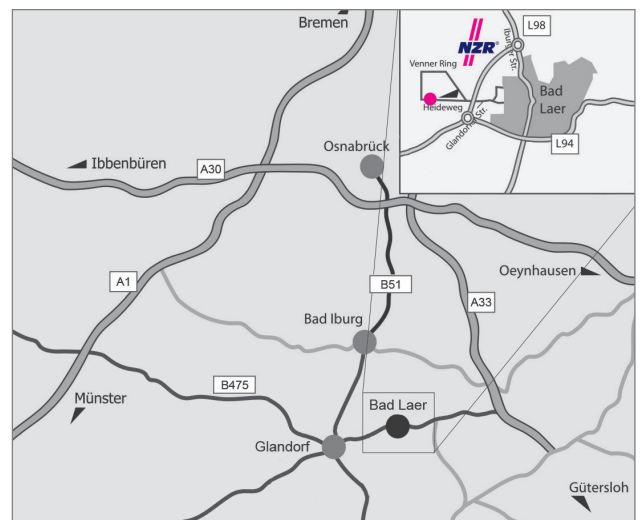 Bremen
L98
NZR®
Iburger Str.
Venner Ring
Bad
Laer
Heideweg
Glandorfer Str.
L94
Osnabrück
Ibbenbüren
A30
Oeynhausen
A1
B51
A33
Bad Iburg
B475
Bad Laer
Münster
Glandorf
Gütersloh